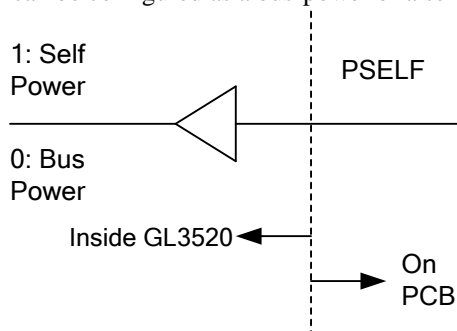 1: Self
Power
PSELF
0: Bus
Power
Inside GL3520
On
PCB